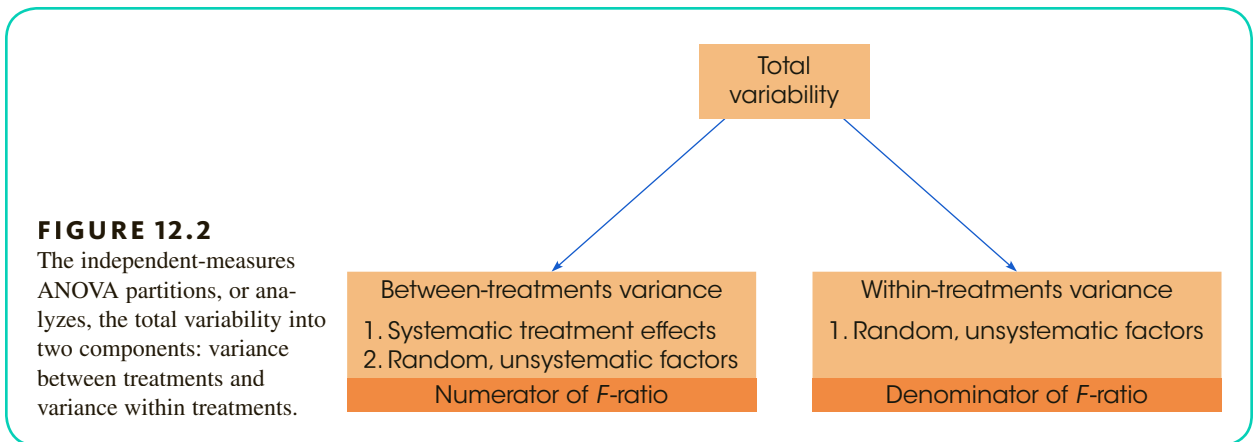 Total
variability
FIGURE 12.2
The independent-measures
ANOVA partitions, or ana-
lyzes, the total variability into
two components: variance
between treatments and
variance within treatments.
Between-treatments variance
1. Systematic treatment effects
2. Random, unsystematic factors
Numerator of F-ratio
Within-treatments variance
1. Random, unsystematic factors
Denominator of F-ratio